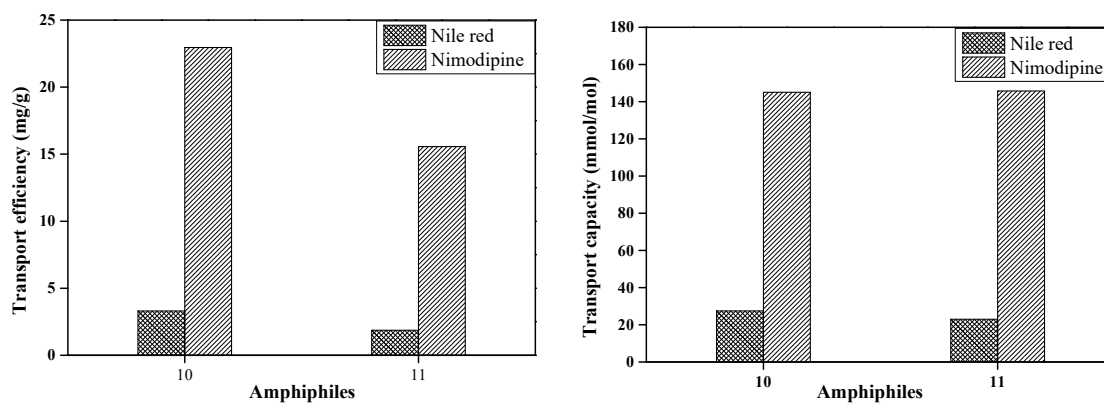 25
20
15
10
5
0
Transport efficiency (mg/g)
Nile red
Nimodipine
10
11
Amphiphiles
180
160
140
120
100
80
60
40
20
0
Transport capacity (mmol/mol)
Nile red
Nimodipine
10
11
Amphiphiles